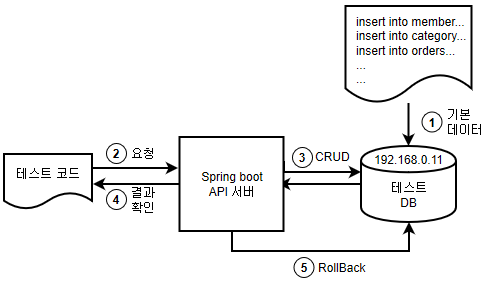 insert into member...
insert into category...
insert into orders...
...
...
1 기본
데이터
2 요청
3 CRUD
192.168.0.11
테스트 코드
Spring boot
API 서버
테스트
DB
4 결과
확인
5 RollBack